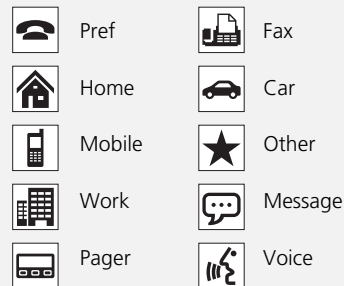 Pref
Fax
Home
Car
Mobile
Other
Work
Message
Pager
Voice